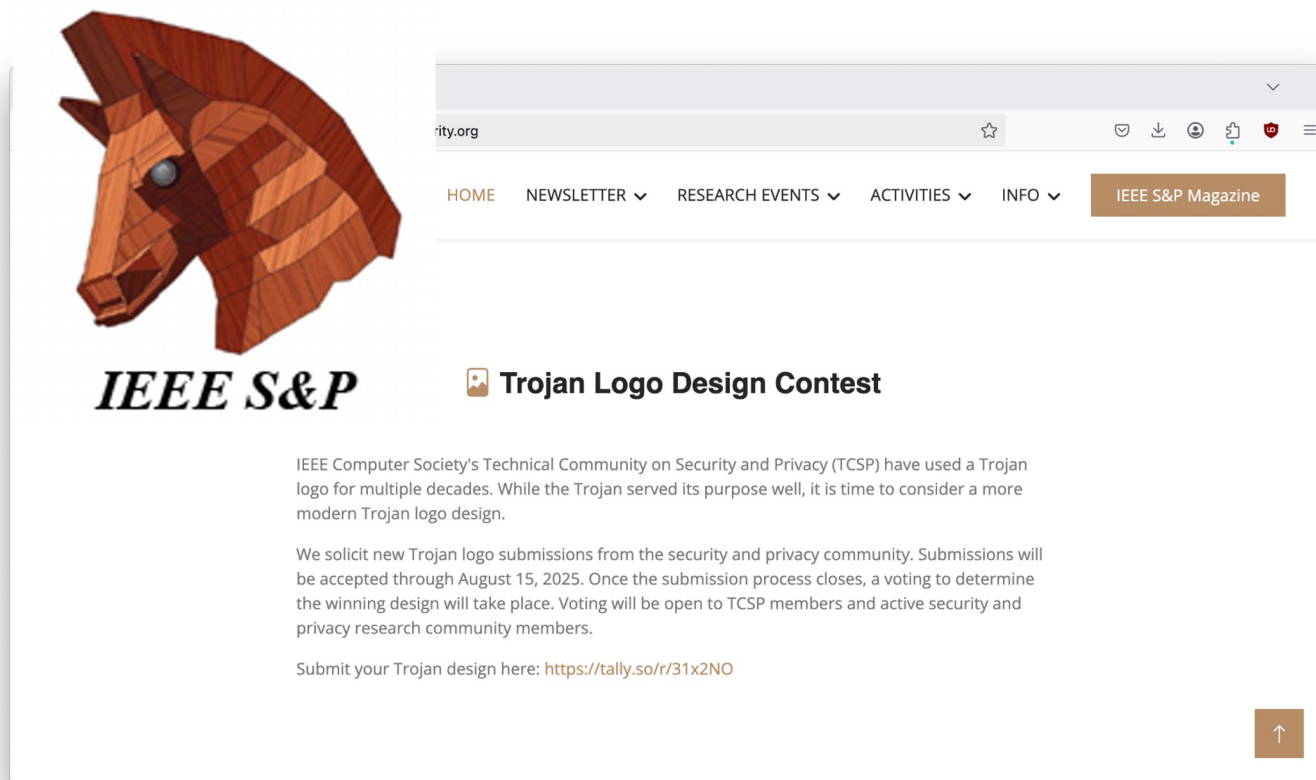 rity.org
HOME NEWSLETTER RESEARCH EVENTS ACTIVITIES INFO IEEE S&P Magazine
IEEE S&P
Trojan Logo Design Contest
IEEE Computer Society's Technical Community on Security and Privacy (TCSP) have used a Trojan
logo for multiple decades. While the Trojan served its purpose well, it is time to consider a more
modern Trojan logo design.
We solicit new Trojan logo submissions from the security and privacy community. Submissions will
be accepted through August 15, 2025. Once the submission process closes, a voting to determine
the winning design will take place. Voting will be open to TCSP members and active security and
privacy research community members.
Submit your Trojan design here: https://tally.so/r/31x2NO